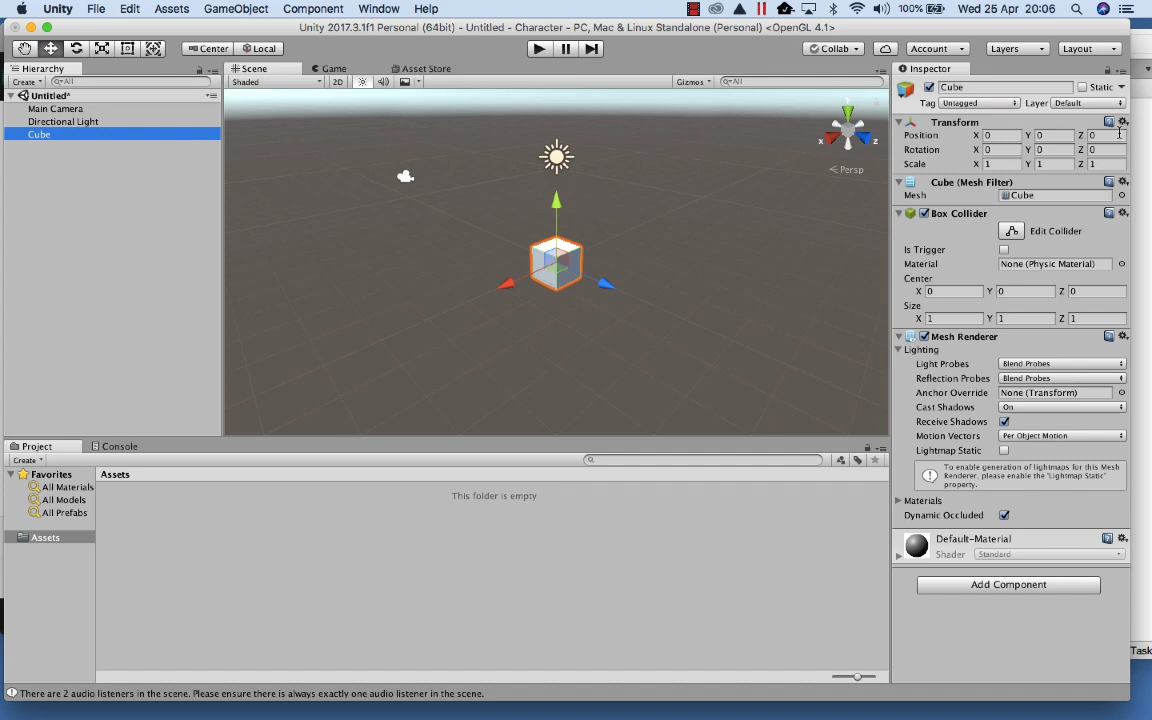 Unity File Edit Assets GameObject Component Window Help 100% Wed 25 Apr 20:06
Unity 2017.3.1f1 Personal (64bit) - Untitled - Character - PC, Mac & Linux Standalone (Personal) <OpenGL 4.1>
Center Local Collab Account Layers Layout
Hierarchy
Create All
Untitled*
Main Camera
Directional Light
Cube
Scene Game Asset Store
Shaded 2D Gizmos All
y
x z
Persp
Inspector
Cube Static
Tag Untagged Layer Default
Transform
Position X 0 Y 0 Z 0
Rotation X 0 Y 0 Z 0
Scale X 1 Y 1 Z 1
Cube (Mesh Filter)
Mesh Cube
Box Collider
Edit Collider
Is Trigger
Material None (Physic Material)
Center
X 0 Y 0 Z 0
Size
X 1 Y 1 Z 1
Mesh Renderer
Lighting
Light Probes Blend Probes
Reflection Probes Blend Probes
Anchor Override None (Transform)
Cast Shadows On
Receive Shadows
Motion Vectors Per Object Motion
Lightmap Static
To enable generation of lightmaps for this Mesh
Renderer, please enable the 'Lightmap Static'
property.
Materials
Dynamic Occluded
Default-Material
Shader Standard
Add Component
Project Console
Create
Favorites
All Materials
All Models
All Prefabs
Assets
Assets
This folder is empty
There are 2 audio listeners in the scene. Please ensure there is always exactly one audio listener in the scene.
Task